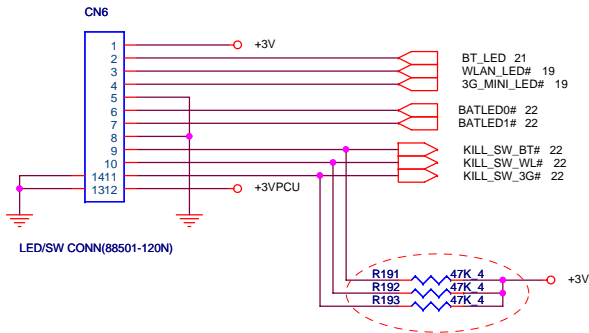 CN6
1
+3V
2
BT_LED 21
3
WLAN_LED# 19
4
3G_MINI_LED# 19
5
6
BATLED0# 22
7
BATLED1# 22
8
9
KILL_SW_BT# 22
10
KILL_SW_WL# 22
1411
KILL_SW_3G# 22
1312
+3VPCU
LED/SW CONN(88501-120N)
R191 47K_4
+3V
R192 47K_4
R193 47K_4